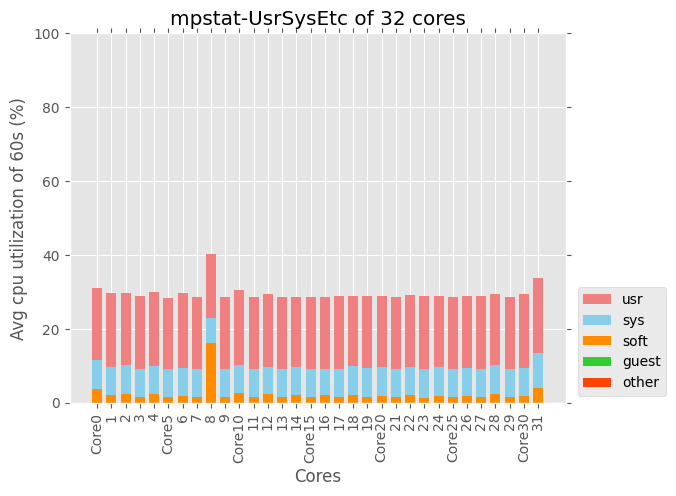 mpstat-UsrSysEtc of 32 cores
Avg cpu utilization of 60s (%)
100
80
60
40
20
0
usr
sys
soft
guest
other
Core0
1
2
3
4
Core5
6
7
8
9
Core10
11
12
13
14
Core15
16
17
18
19
Core20
21
22
23
24
Core25
26
27
28
29
Core30
31
Cores